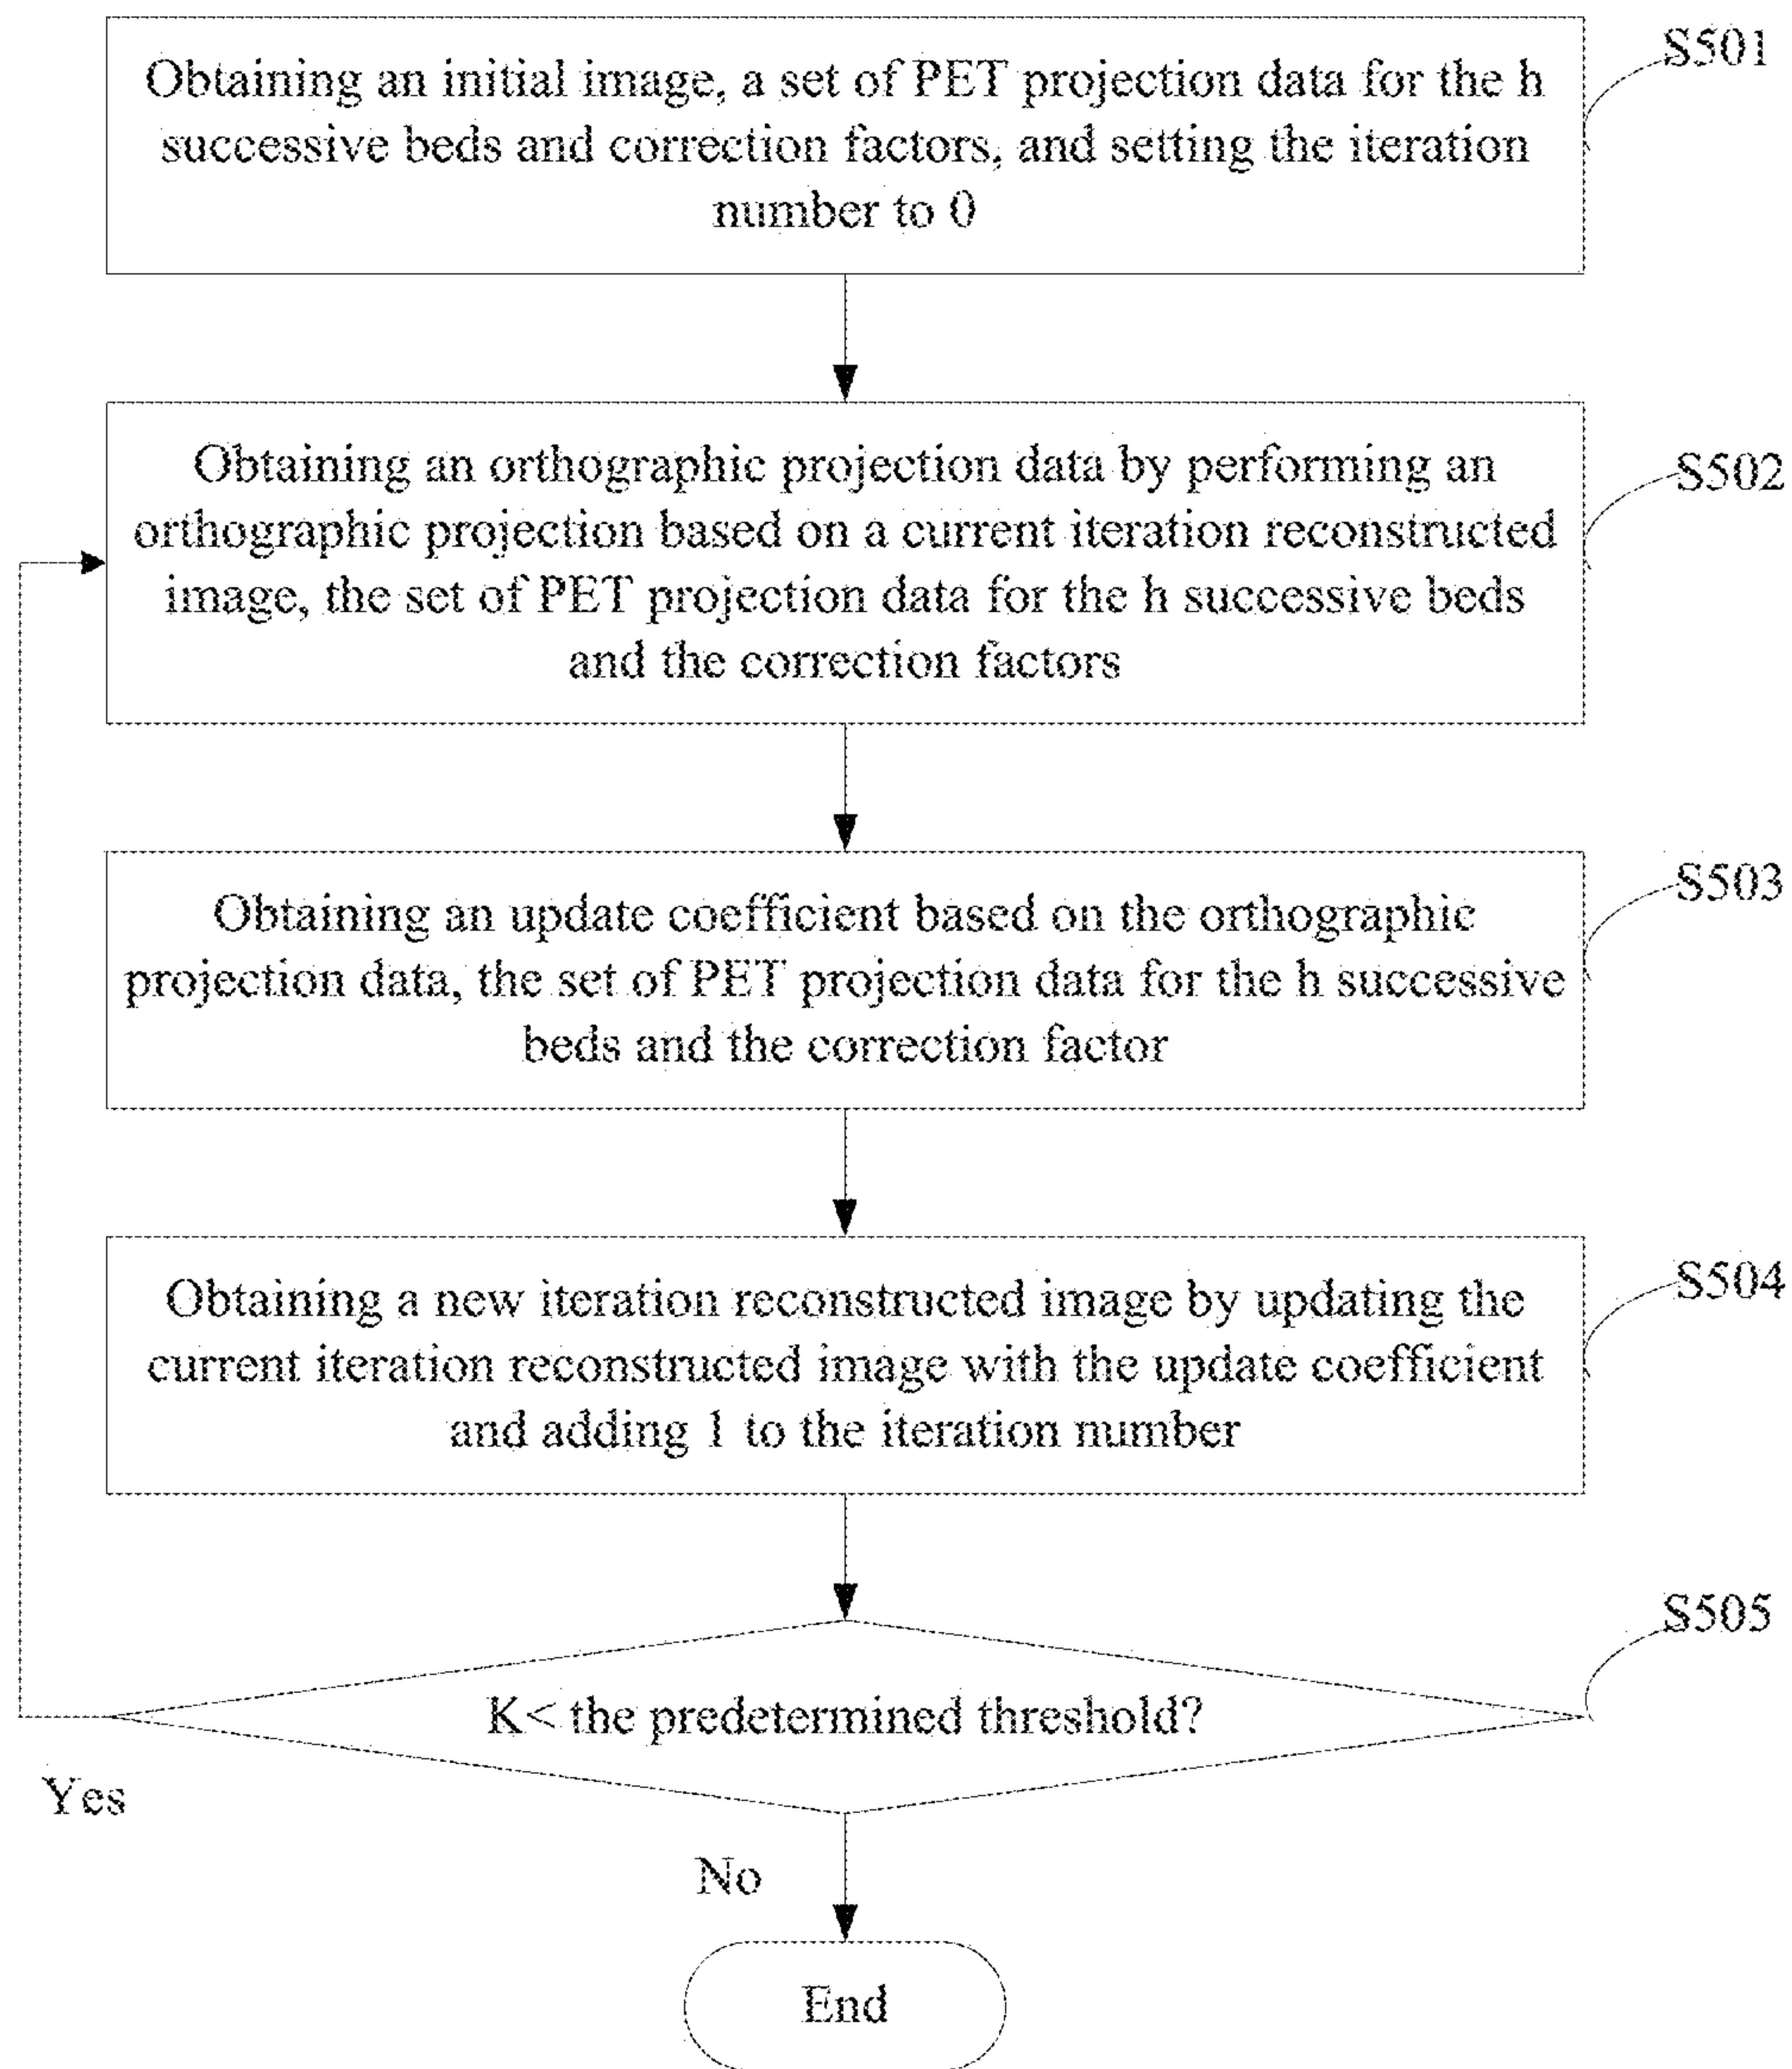 S501
Obtaining an initial image, a set of PET projection data for the h
successive beds and correction factors, and setting the iteration
number to 0
S502
Obtaining an orthographic projection data by performing an
orthographic projection based on a current iteration reconstructed
image, the set of PET projection data for the h successive beds
and the correction factors
S503
Obtaining an update coefficient based on the orthographic
projection data, the set of PET projection data for the h successive
beds and the correction factor
S504
Obtaining a new iteration reconstructed image by updating the
current iteration reconstructed image with the update coefficient
and adding 1 to the iteration number
S505
K< the predetermined threshold?
Yes
No
End